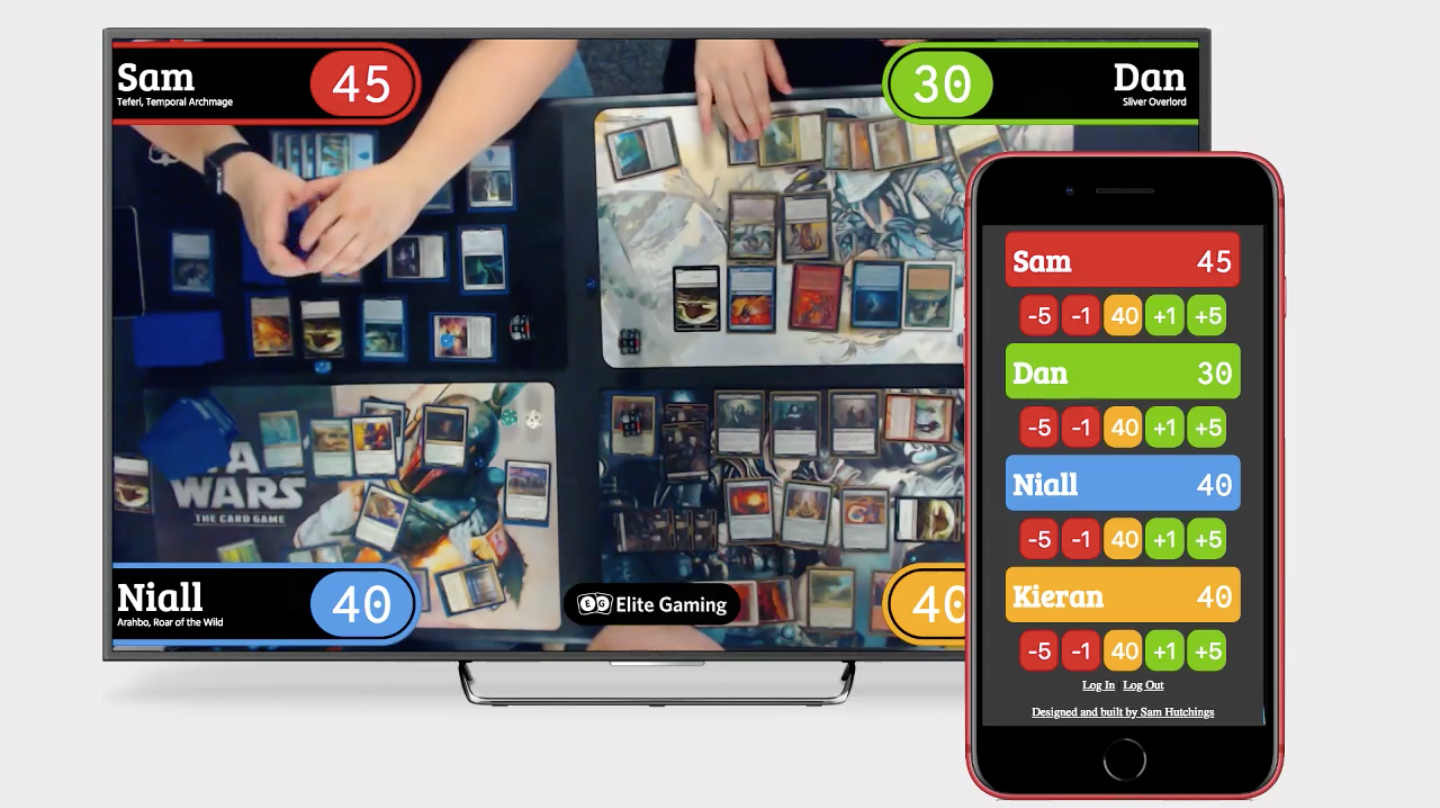 Sam
45
Teferi, Temporal Archmage
30
Dan
Sliver Overlord
WARS
THE CARD GAME
Niall
40
Arahbo, Roar of the Wild
EG Elite Gaming
40
Sam 45
-5 -1 40 +1 +5
Dan 30
-5 -1 40 +1 +5
Niall 40
-5 -1 40 +1 +5
Kieran 40
-5 -1 40 +1 +5
Log In Log Out
Designed and built by Sam Hutchings